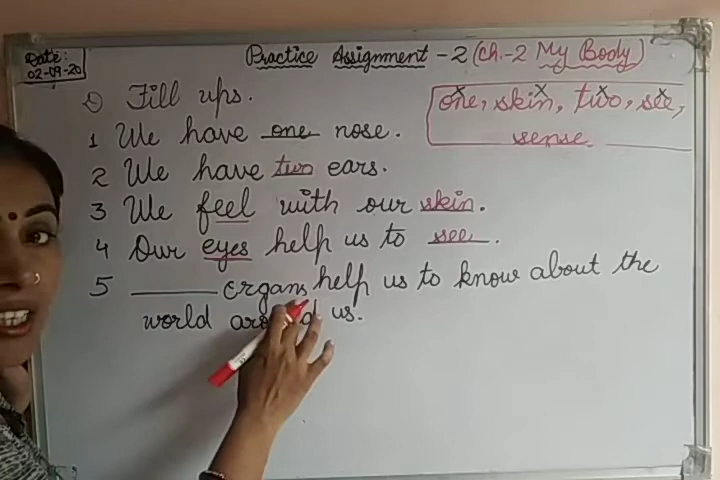 Date:
02-09-20
Practice Assignment - 2 (Ch.-2 My Body)
Fill ups.
one, skin, two, see,
sense.
1 We have one nose.
2 We have two ears.
3 We feel with our skin.
4 Our eyes help us to see.
5 ______ organs help us to know about the
world around us.